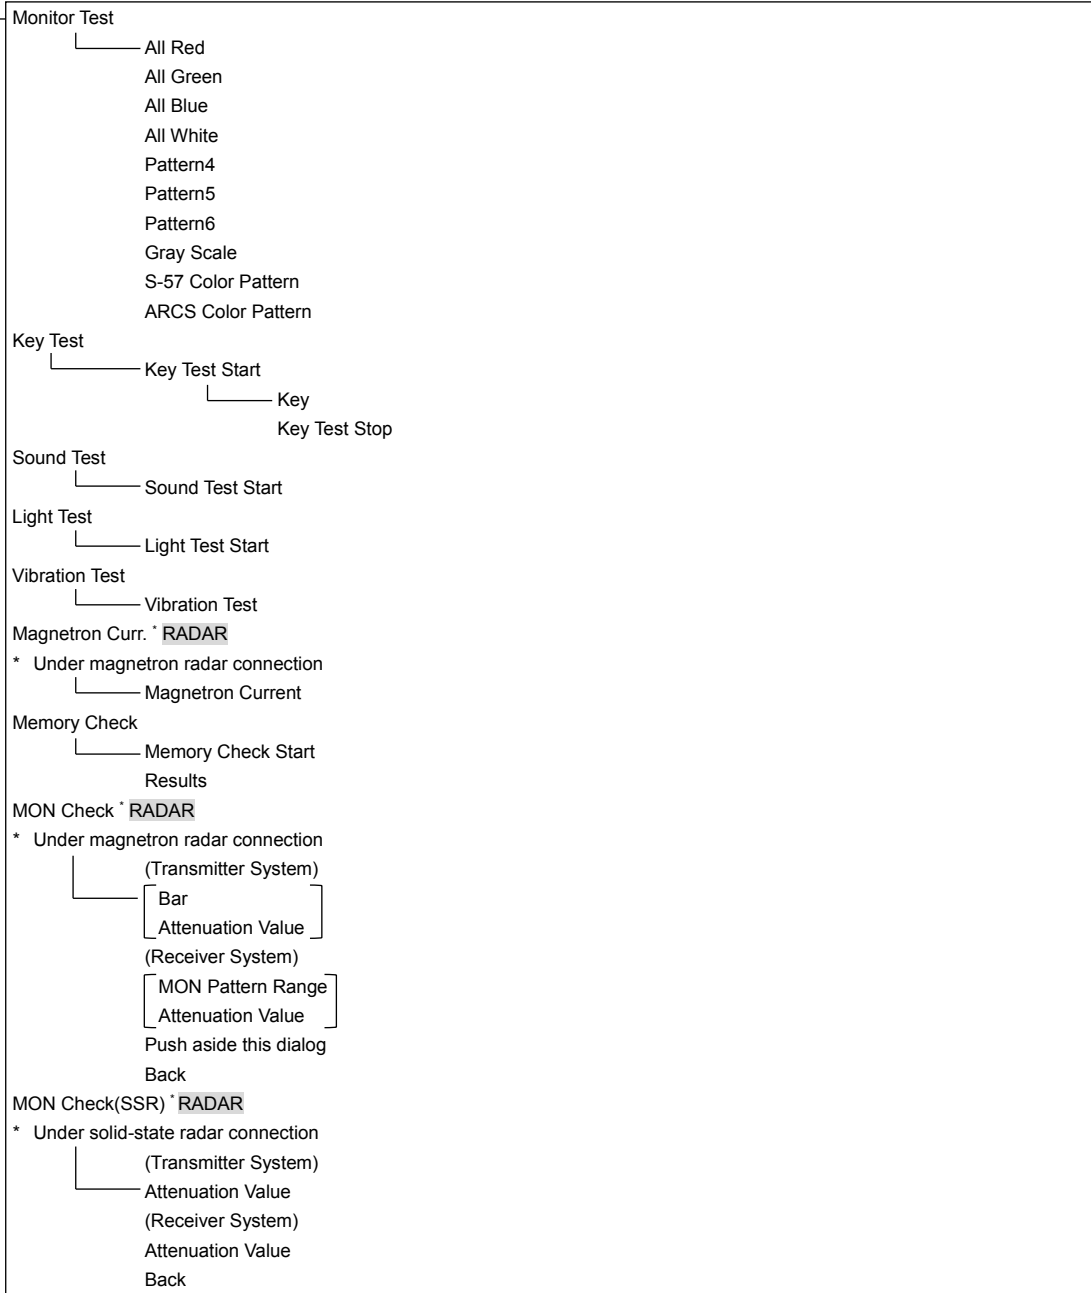 Monitor Test
All Red
All Green
All Blue
All White
Pattern4
Pattern5
Pattern6
Gray Scale
S-57 Color Pattern
ARCS Color Pattern
Key Test
Key Test Start
Key
Key Test Stop
Sound Test
Sound Test Start
Light Test
Light Test Start
Vibration Test
Vibration Test
Magnetron Curr. * RADAR
* Under magnetron radar connection
Magnetron Current
Memory Check
Memory Check Start
Results
MON Check * RADAR
* Under magnetron radar connection
(Transmitter System)
Bar
Attenuation Value
(Receiver System)
MON Pattern Range
Attenuation Value
Push aside this dialog
Back
MON Check(SSR) * RADAR
* Under solid-state radar connection
(Transmitter System)
Attenuation Value
(Receiver System)
Attenuation Value
Back